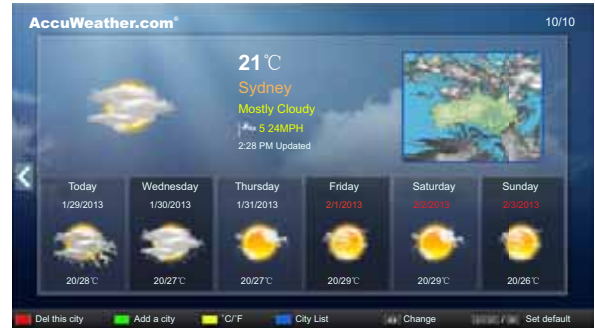 AccuWeather.com®
10/10
21°C
Sydney
Mostly Cloudy
5 24MPH
2:28 PM Updated
Today Wednesday Thursday Friday Saturday Sunday
1/29/2013 1/30/2013 1/31/2013 2/1/2013 2/2/2013 2/3/2013
20/28°C 20/27°C 20/27°C 20/29°C 20/29°C 20/26°C
Del this city Add a city °C/°F City List Change Set default